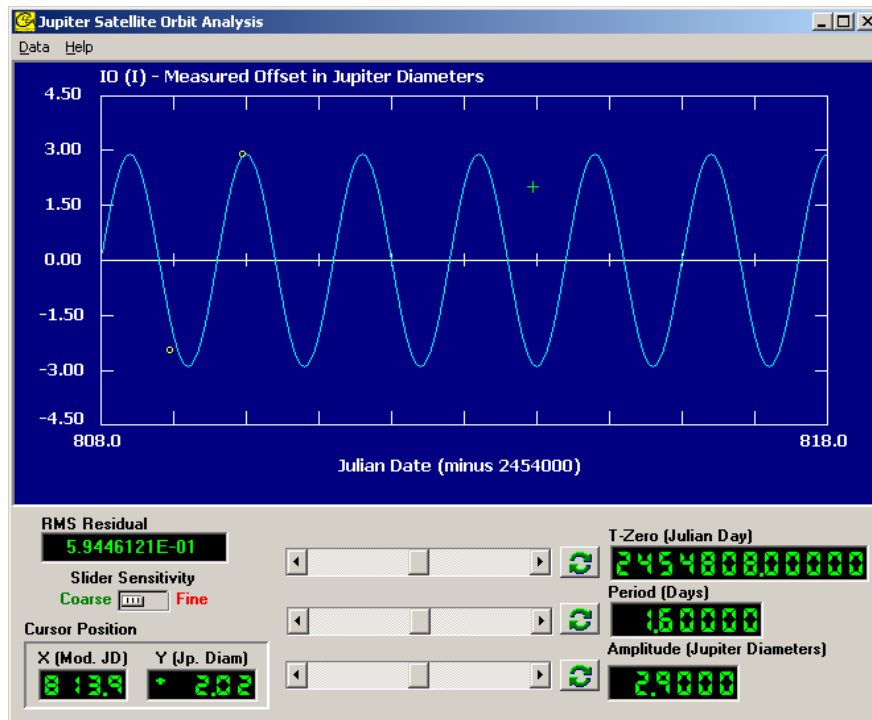 Jupiter Satellite Orbit Analysis
Data Help
IO (I) - Measured Offset in Jupiter Diameters
4.50
3.00
1.50
0.00
-1.50
-3.00
-4.50
808.0 818.0
Julian Date (minus 2454000)
RMS Residual
5.9446121E-01
Slider Sensitivity
Coarse Fine
Cursor Position
X (Mod. JD) Y (Jp. Diam)
813.9 + 2.02
T-Zero (Julian Day)
2454808.00000
Period (Days)
1.60000
Amplitude (Jupiter Diameters)
2.9000